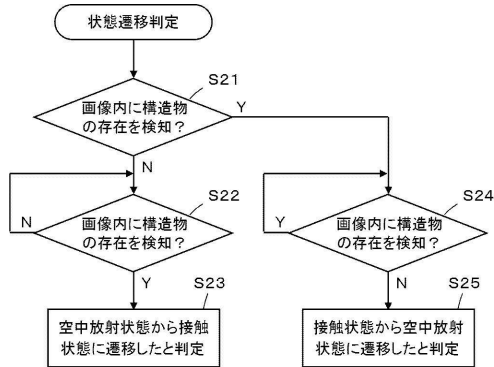 状態遷移判定
S21
画像内に構造物
の存在を検知？
Y
N
S22
画像内に構造物
の存在を検知？
N
Y
S23
空中放射状態から接触
状態に遷移したと判定
S24
画像内に構造物
の存在を検知？
Y
N
S25
接触状態から空中放射
状態に遷移したと判定